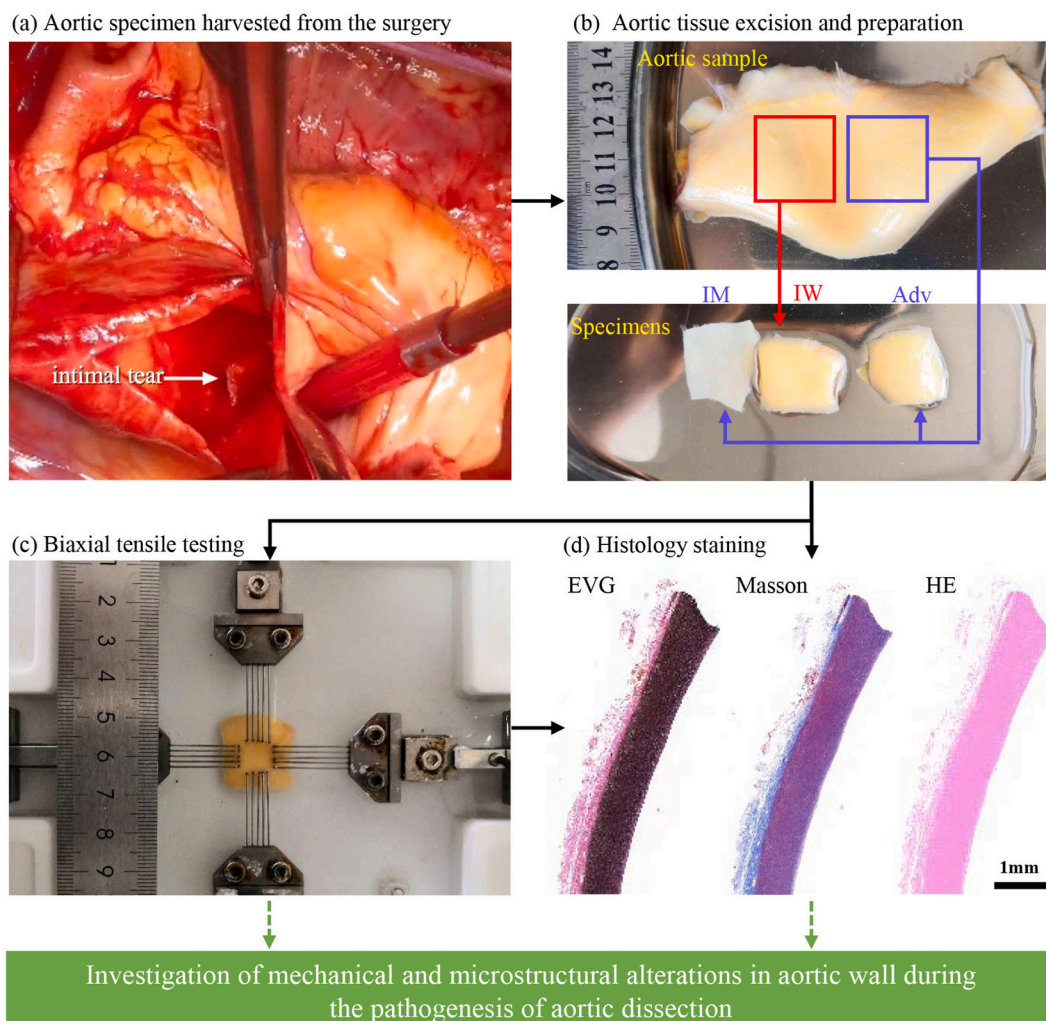 (a) Aortic specimen harvested from the surgery
(b) Aortic tissue excision and preparation
intimal tear
Aortic sample
14
13
12
11
10
9
8
IM
IW
Adv
Specimens
(c) Biaxial tensile testing
2
3
4
5
6
7
8
9
(d) Histology staining
EVG
Masson
HE
1mm
Investigation of mechanical and microstructural alterations in aortic wall during
the pathogenesis of aortic dissection